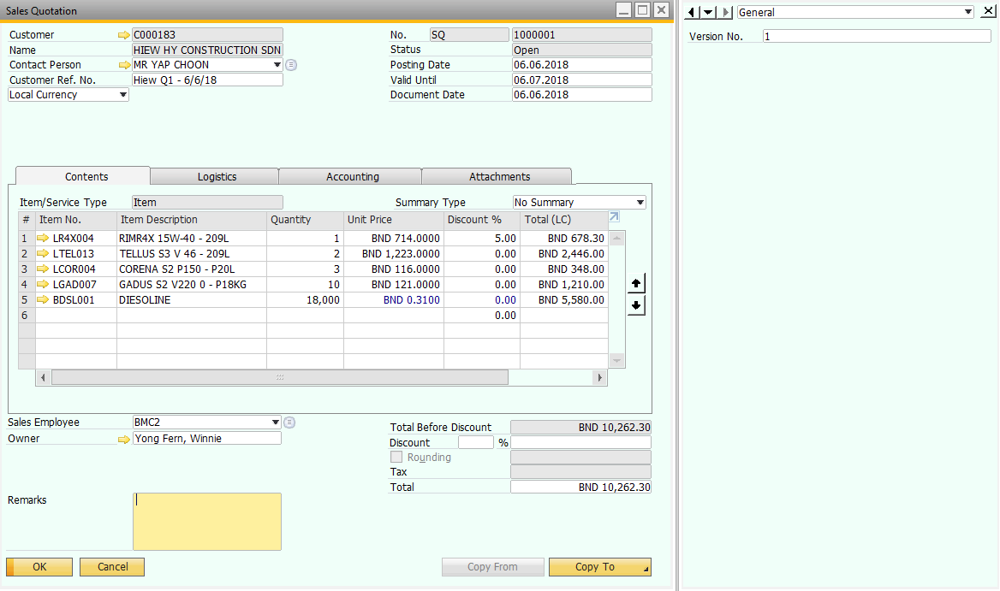 Sales Quotation
Customer C000183
Name HIEW HY CONSTRUCTION SDN
Contact Person MR YAP CHOON
Customer Ref. No. Hiew Q1 - 6/6/18
Local Currency
No. SQ 1000001
Status Open
Posting Date 06.06.2018
Valid Until 06.07.2018
Document Date 06.06.2018
General
Version No. 1
Contents Logistics Accounting Attachments
Item/Service Type Item Summary Type No Summary
# Item No. Item Description Quantity Unit Price Discount % Total (LC)
1 LR4X004 RIMR4X 15W-40 - 209L 1 BND 714.0000 5.00 BND 678.30
2 LTEL013 TELLUS S3 V 46 - 209L 2 BND 1,223.0000 0.00 BND 2,446.00
3 LCOR004 CORENA S2 P150 - P20L 3 BND 116.0000 0.00 BND 348.00
4 LGAD007 GADUS S2 V220 0 - P18KG 10 BND 121.0000 0.00 BND 1,210.00
5 BDSL001 DIESOLINE 18,000 BND 0.3100 0.00 BND 5,580.00
6 0.00
Sales Employee BMC2
Owner Yong Fern, Winnie
Total Before Discount BND 10,262.30
Discount %
Rounding
Tax
Total BND 10,262.30
Remarks
OK Cancel Copy From Copy To